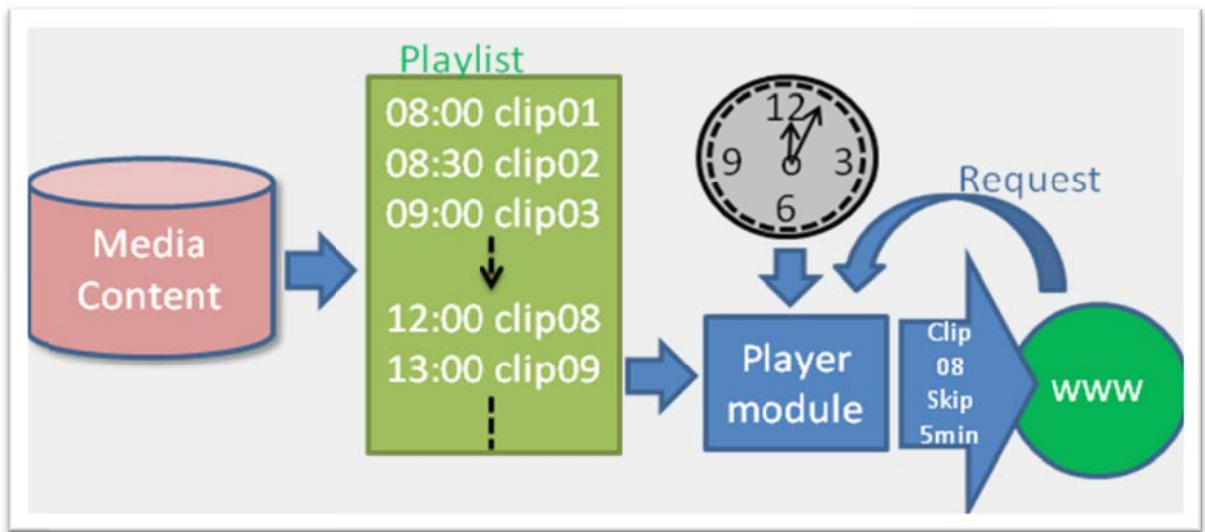 Playlist
08:00 clip01
08:30 clip02
09:00 clip03
12:00 clip08
13:00 clip09
Media
Content
12
9
3
6
Request
Player
module
Clip
08
Skip
5min
www